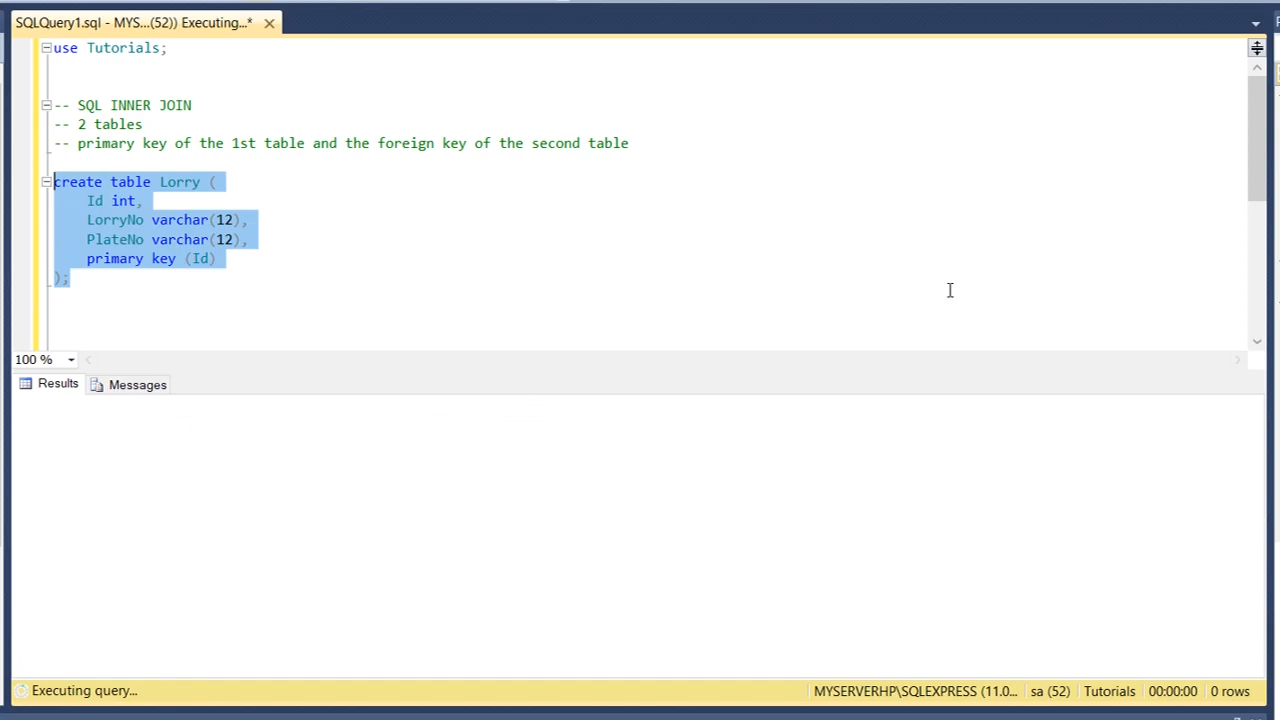 SQLQuery1.sql - MYS...(52)) Executing...*
use Tutorials;
-- SQL INNER JOIN
-- 2 tables
-- primary key of the 1st table and the foreign key of the second table
create table Lorry (
Id int,
LorryNo varchar(12),
PlateNo varchar(12),
primary key (Id)
);
100 %
Results Messages
Executing query... MYSERVERHP\SQLEXPRESS (11.0... sa (52) Tutorials 00:00:00 0 rows